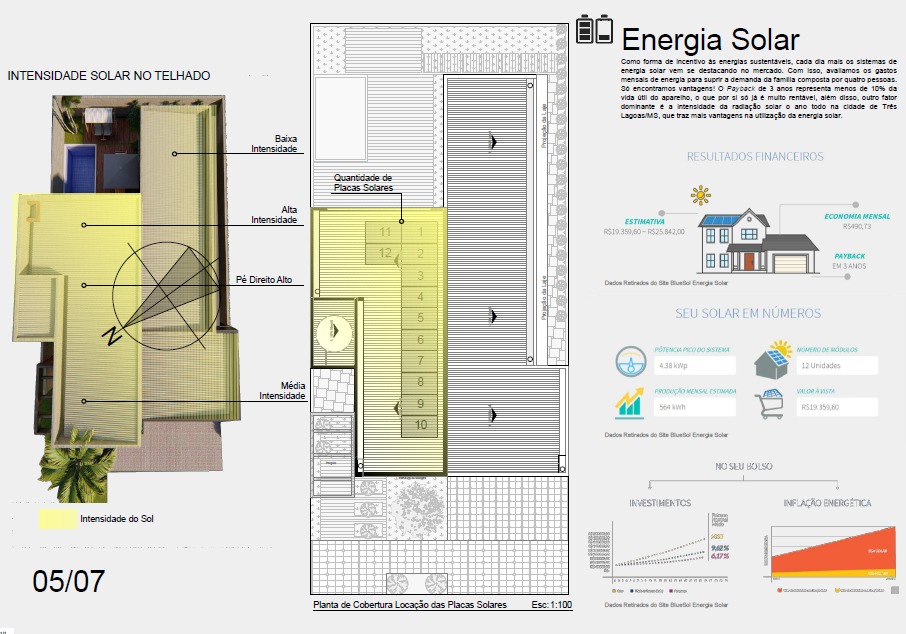 INTENSIDADE SOLAR NO TELHADO
Baixa
Intensidade
Alta
Intensidade
Pé Direito Alto
Média
Intensidade
N
Intensidade do Sol
05/07
Quantidade de
Placas Solares
11
1
12
2
3
4
5
6
7
8
9
10
Projeção da Laje
Projeção da Laje
Planta de Cobertura Locação das Placas Solares
Esc: 1:100
Energia Solar
Como forma de incentivo às energias sustentáveis, cada dia mais os sistemas de
energia solar vem se destacando no mercado. Com isso, avaliamos os gastos
mensais de energia para suprir a demanda da família composta por quatro pessoas.
Só encontramos vantagens! O Payback de 3 anos representa menos de 10% da
vida útil do aparelho, o que por si só já é muito rentável, além disso, outro fator
dominante é a intensidade da radiação solar o ano todo na cidade de Três
Lagoas/MS, que traz mais vantagens na utilização da energia solar.
RESULTADOS FINANCEIROS
ESTIMATIVA
R$19.359,60 ~ R$25.842,00
ECONOMIA MENSAL
R$490,73
PAYBACK
EM 3 ANOS
Dados Retirados do Site BlueSol Energia Solar
SEU SOLAR EM NÚMEROS
POTENCIA PICO DO SISTEMA
4.38 kWp
NÚMERO DE MÓDULOS
12 Unidades
PRODUÇÃO MENSAL ESTIMADA
564 kWh
VALOR À VISTA
R$19.359,60
Dados Retirados do Site BlueSol Energia Solar
NO SEU BOLSO
INVESTIMENTOS
INFLAÇÃO ENERGÉTICA
9,62%
6,17%
Dados Retirados do Site BlueSol Energia Solar